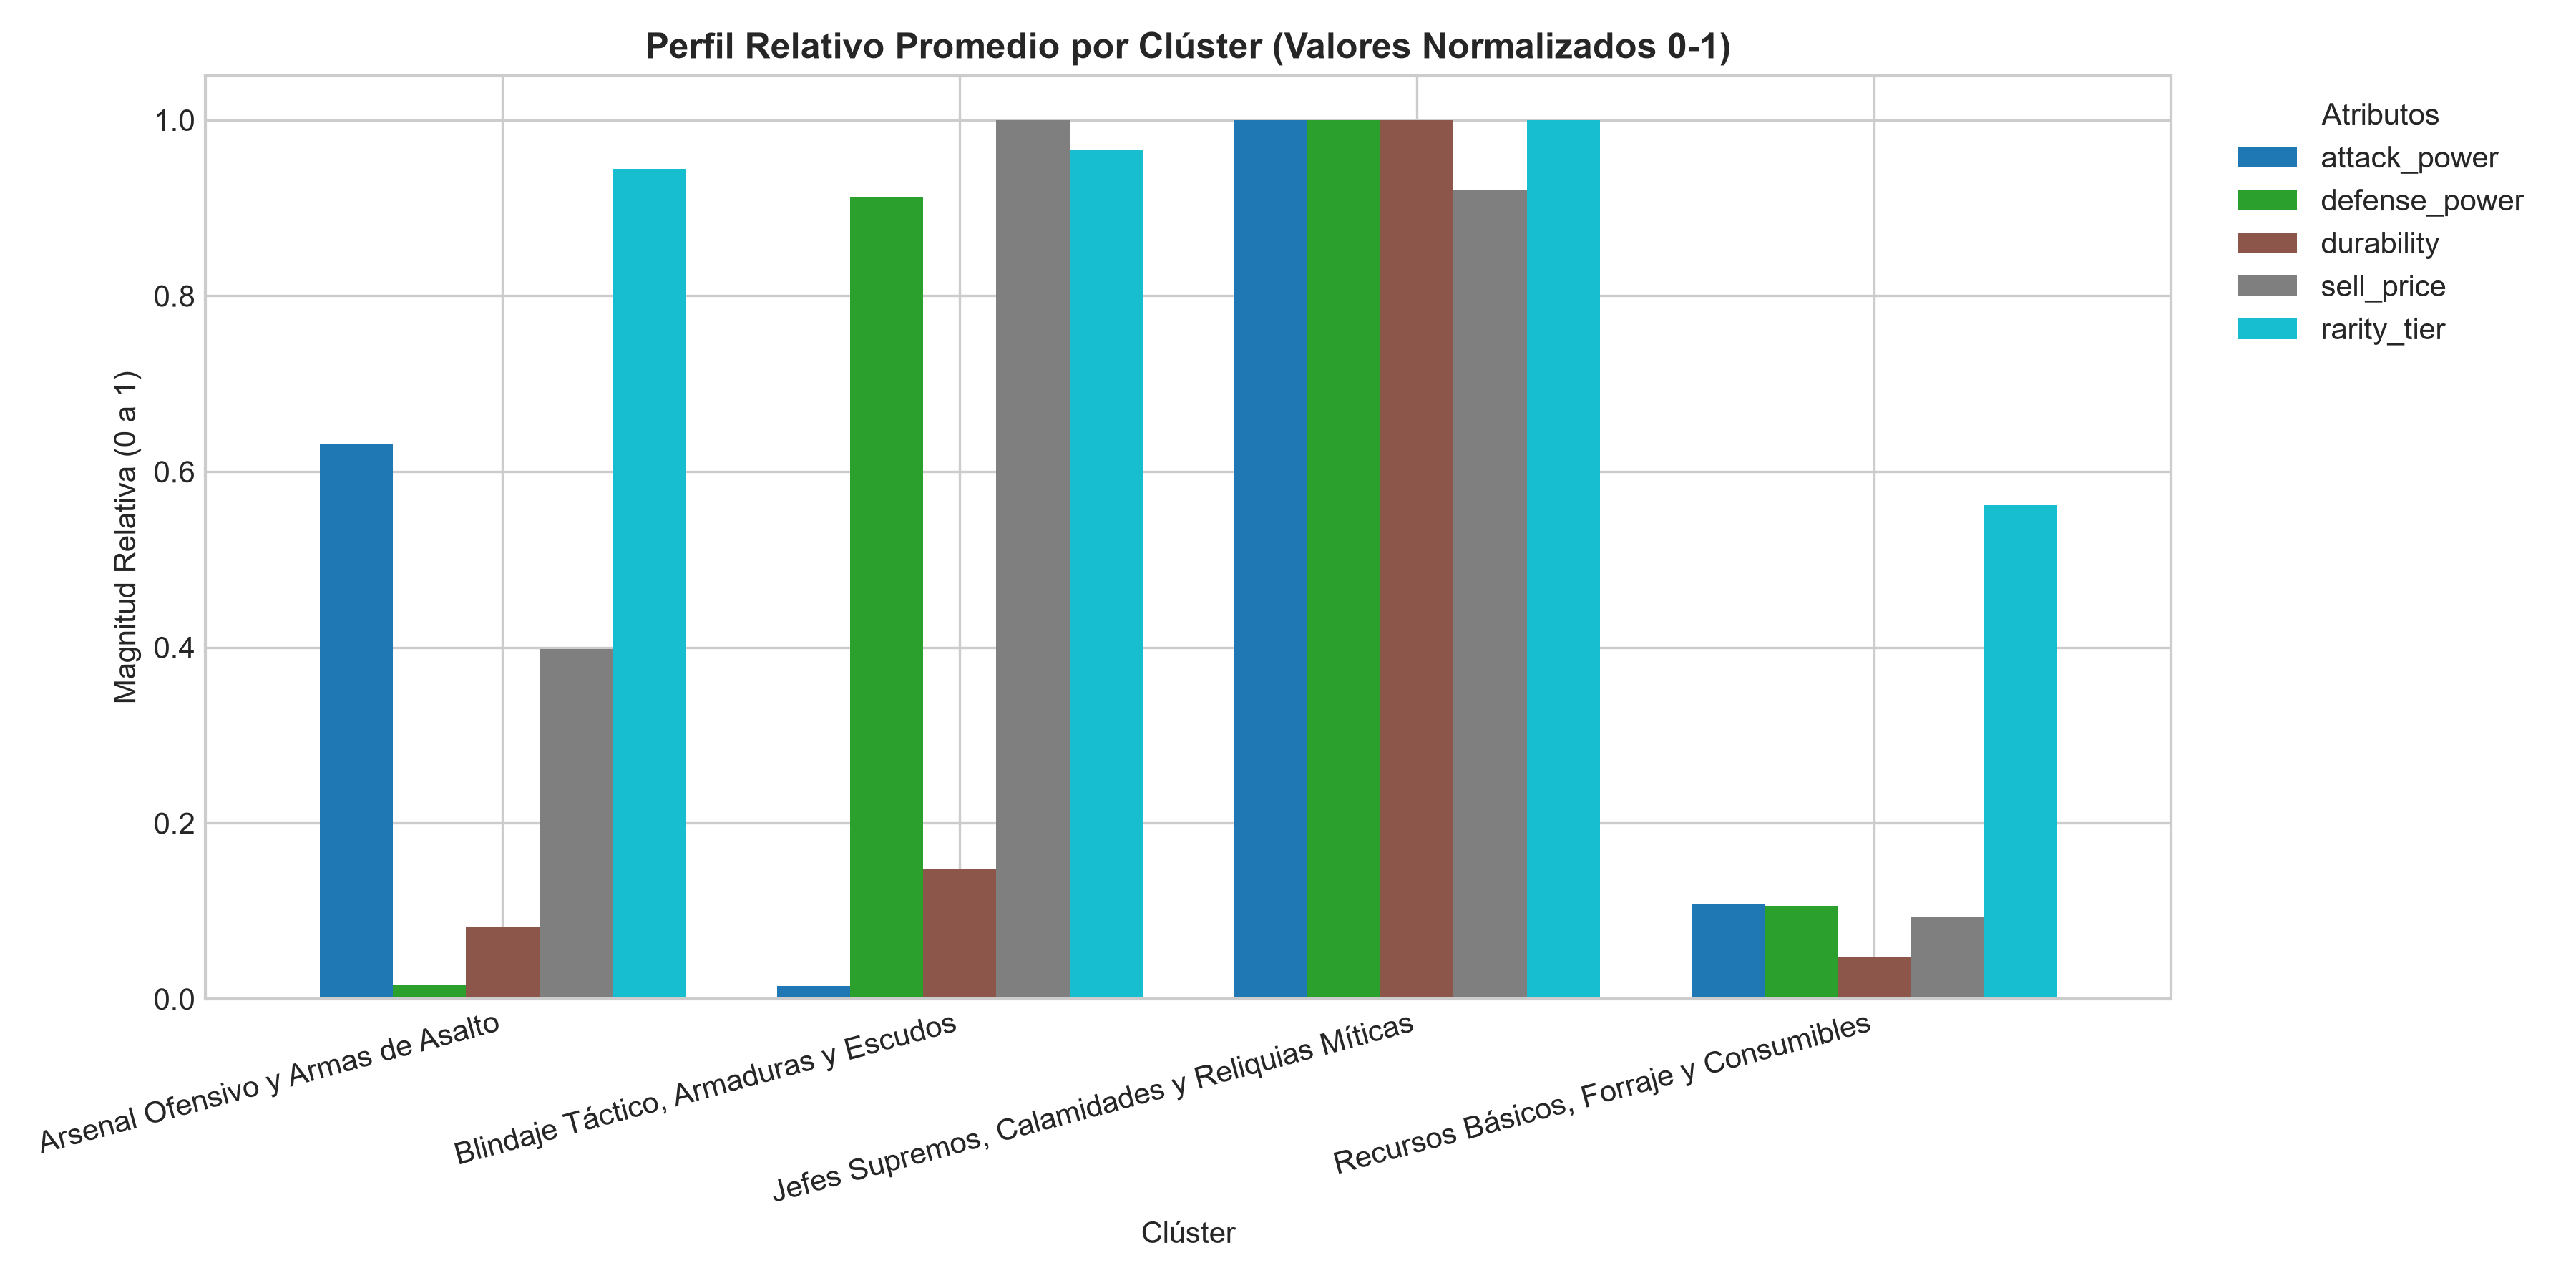 Perfil Relativo Promedio por Clúster (Valores Normalizados 0-1)
Atributos
attack_power
defense_power
durability
sell_price
rarity_tier
Magnitud Relativa (0 a 1)
1.0
0.8
0.6
0.4
0.2
0.0
Arsenal Ofensivo y Armas de Asalto
Blindaje Táctico, Armaduras y Escudos
Jefes Supremos, Calamidades y Reliquias Míticas
Recursos Básicos, Forraje y Consumibles
Clúster